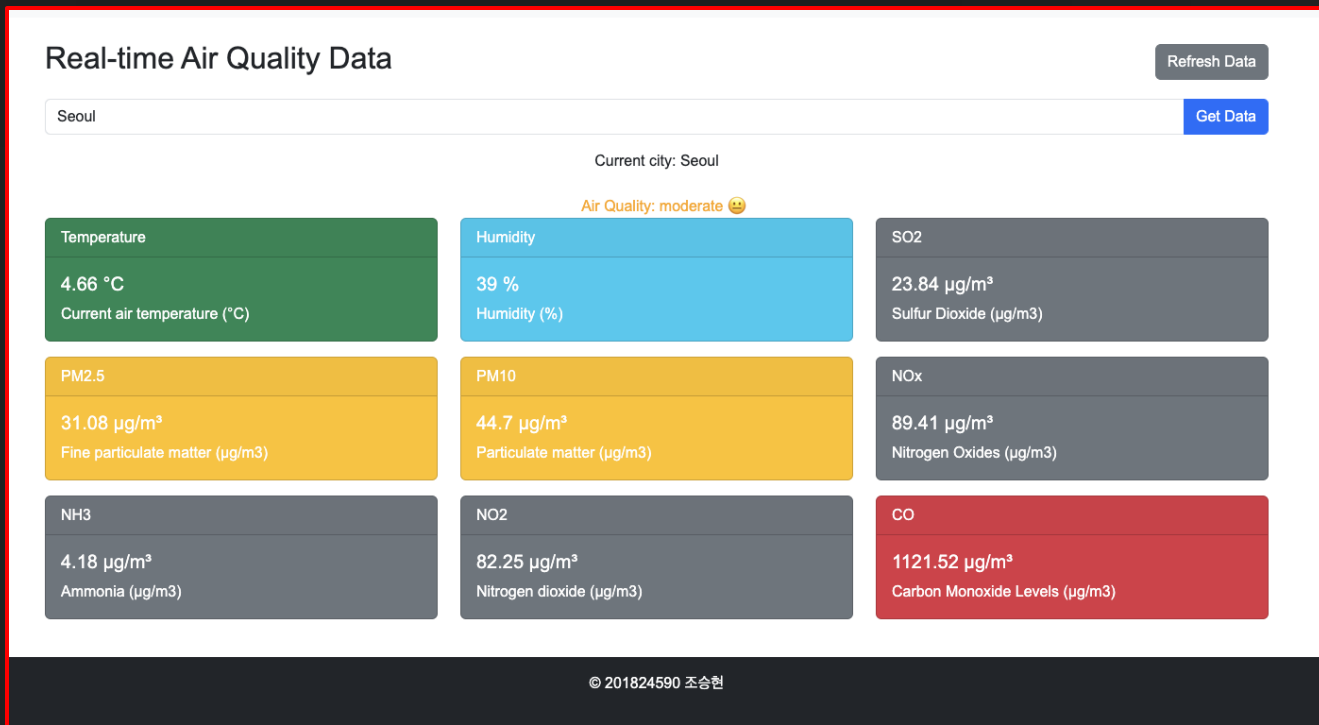 Real-time Air Quality Data
Refresh Data
Seoul
Get Data
Current city: Seoul
Air Quality: moderate 😐
Temperature
4.66 °C
Current air temperature (°C)
Humidity
39 %
Humidity (%)
SO2
23.84 µg/m³
Sulfur Dioxide (µg/m3)
PM2.5
31.08 µg/m³
Fine particulate matter (µg/m3)
PM10
44.7 µg/m³
Particulate matter (µg/m3)
NOx
89.41 µg/m³
Nitrogen Oxides (µg/m3)
NH3
4.18 µg/m³
Ammonia (µg/m3)
NO2
82.25 µg/m³
Nitrogen dioxide (µg/m3)
CO
1121.52 µg/m³
Carbon Monoxide Levels (µg/m3)
© 201824590 조승현